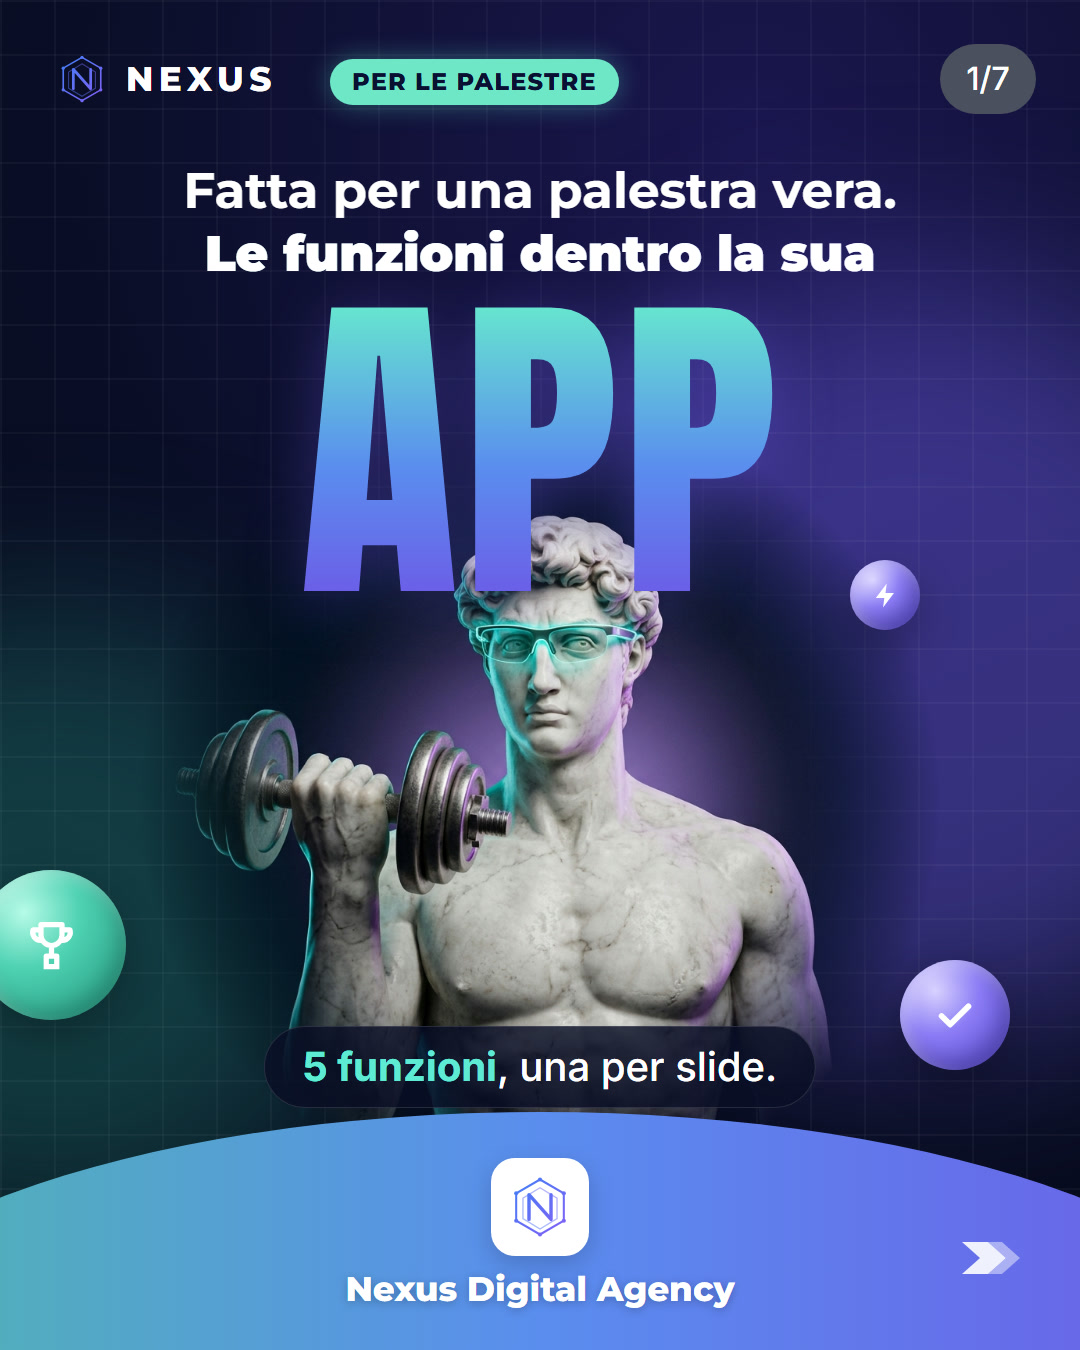 NEXUS
PER LE PALESTRE
1/7
Fatta per una palestra vera.
Le funzioni dentro la sua
APP
5 funzioni, una per slide.
N
Nexus Digital Agency